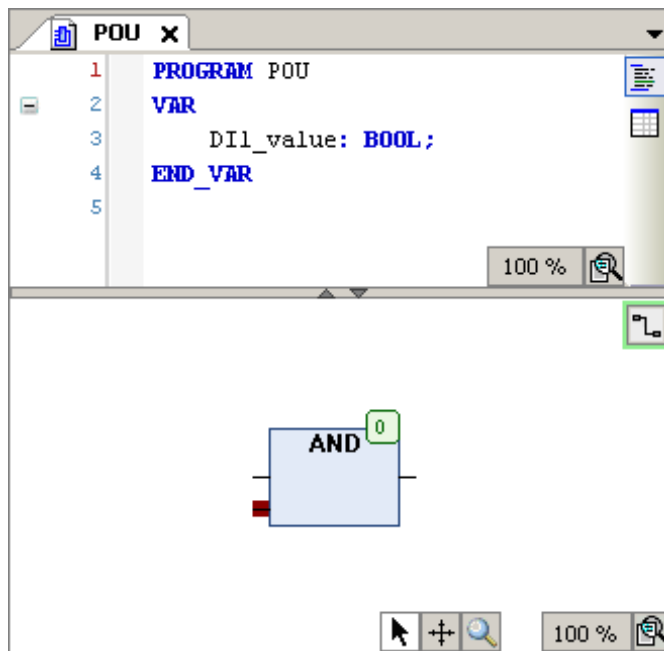 POU
1 PROGRAM POU
2 VAR
3 DI1_value: BOOL;
4 END_VAR
5
100 %
AND 0
100 %